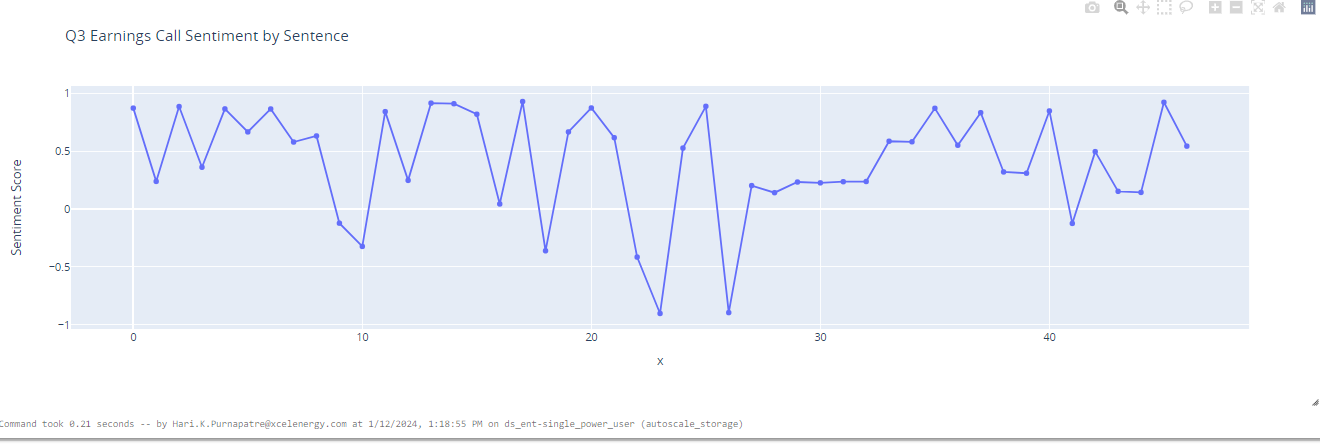 Q3 Earnings Call Sentiment by Sentence
1
0.5
0
−0.5
−1
Sentiment Score
0 10 20 30 40
x
Command took 0.21 seconds -- by Hari.K.Purnapatre@xcelenergy.com at 1/12/2024, 1:18:55 PM on ds_ent-single_power_user (autoscale_storage)